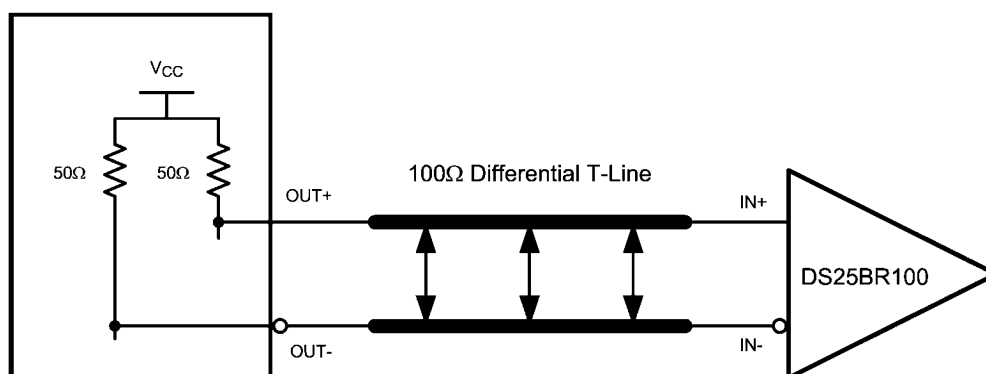 VCC
50Ω
50Ω
100Ω Differential T-Line
OUT+
IN+
DS25BR100
OUT-
IN-